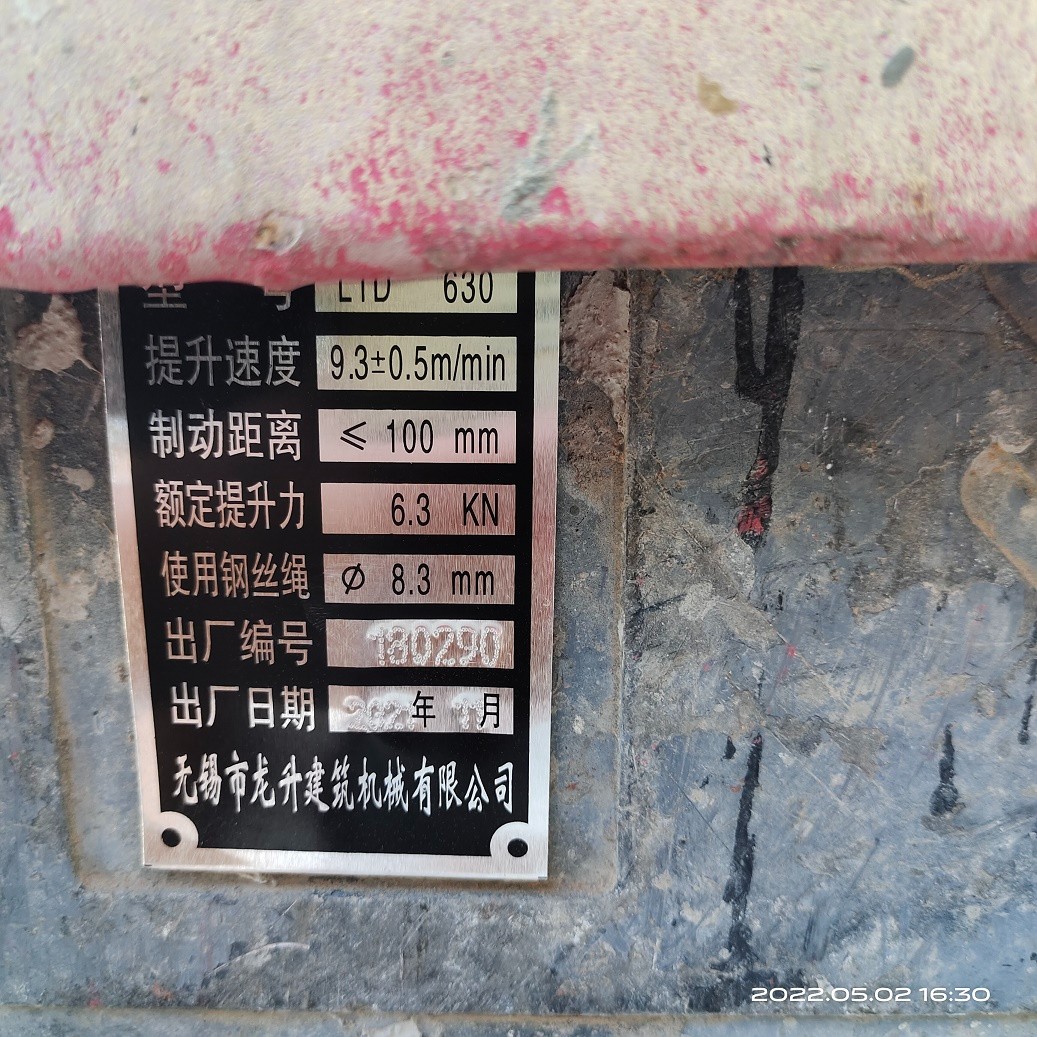 型 号 LTD 630
提升速度 9.3±0.5m/min
制动距离 ≤ 100 mm
额定提升力 6.3 KN
使用钢丝绳 Ø 8.3 mm
出厂编号 180290
出厂日期 年 月
无锡市龙升建筑机械有限公司
2022.05.02 16:30